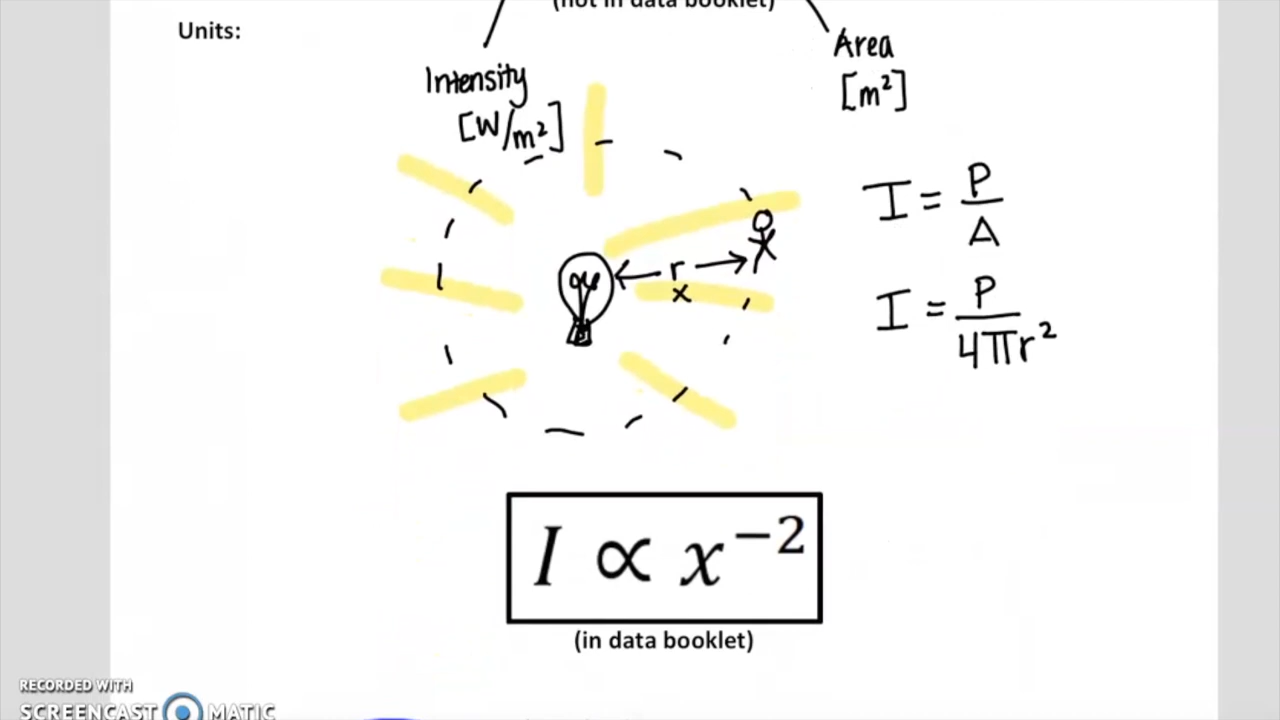 (not in data booklet)
Units:
Area
[m²]
Intensity
[W/m²]
I = P/A
r
x
I = P/4πr²
I ∝ x⁻²
(in data booklet)
RECORDED WITH
SCREENCAST MATIC